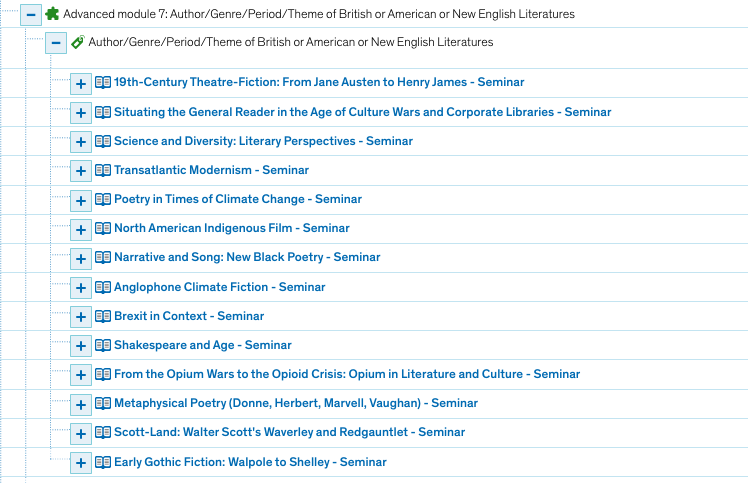 Advanced module 7: Author/Genre/Period/Theme of British or American or New English Literatures
Author/Genre/Period/Theme of British or American or New English Literatures
19th-Century Theatre-Fiction: From Jane Austen to Henry James - Seminar
Situating the General Reader in the Age of Culture Wars and Corporate Libraries - Seminar
Science and Diversity: Literary Perspectives - Seminar
Transatlantic Modernism - Seminar
Poetry in Times of Climate Change - Seminar
North American Indigenous Film - Seminar
Narrative and Song: New Black Poetry - Seminar
Anglophone Climate Fiction - Seminar
Brexit in Context - Seminar
Shakespeare and Age - Seminar
From the Opium Wars to the Opioid Crisis: Opium in Literature and Culture - Seminar
Metaphysical Poetry (Donne, Herbert, Marvell, Vaughan) - Seminar
Scott-Land: Walter Scott's Waverley and Redgauntlet - Seminar
Early Gothic Fiction: Walpole to Shelley - Seminar